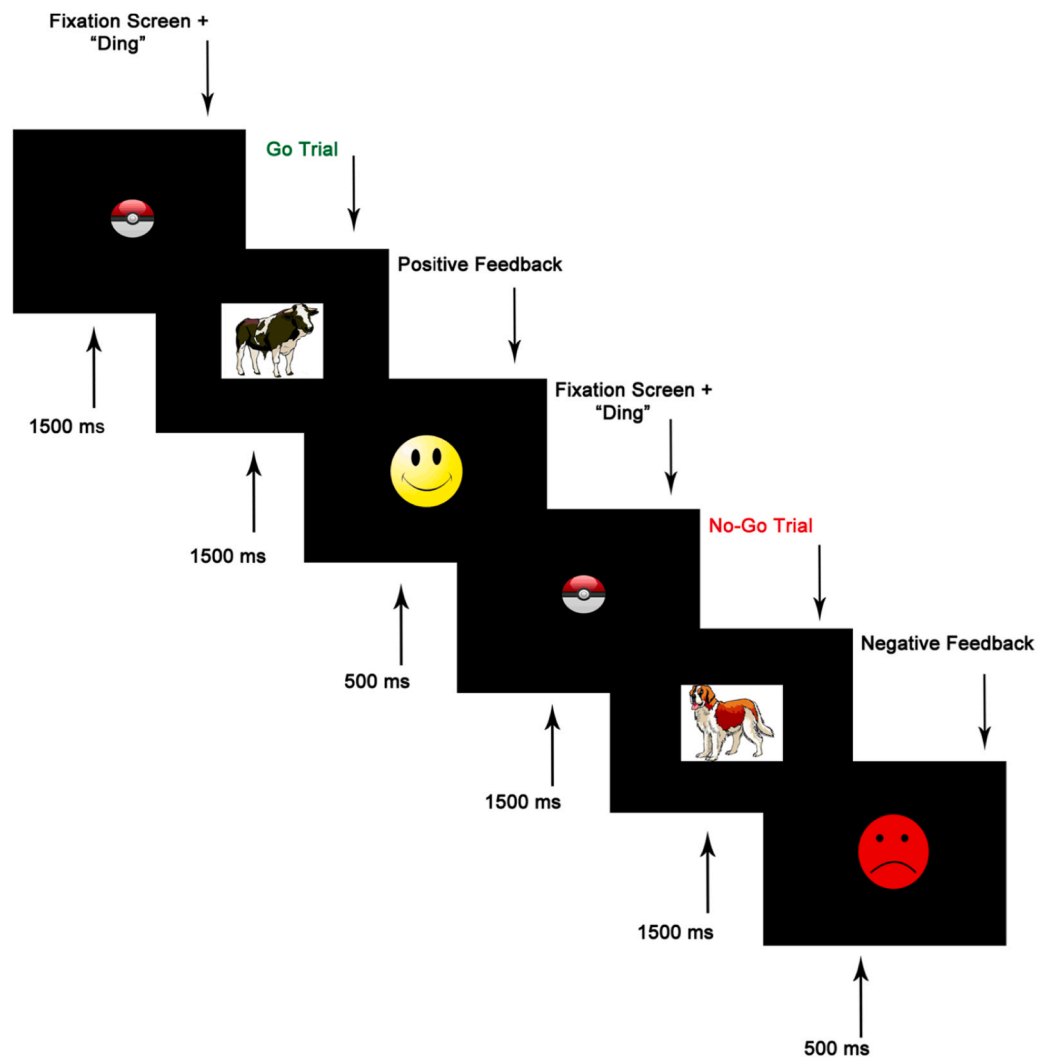 Fixation Screen +
“Ding”
Go Trial
Positive Feedback
1500 ms
Fixation Screen +
“Ding”
1500 ms
No-Go Trial
500 ms
Negative Feedback
1500 ms
1500 ms
500 ms